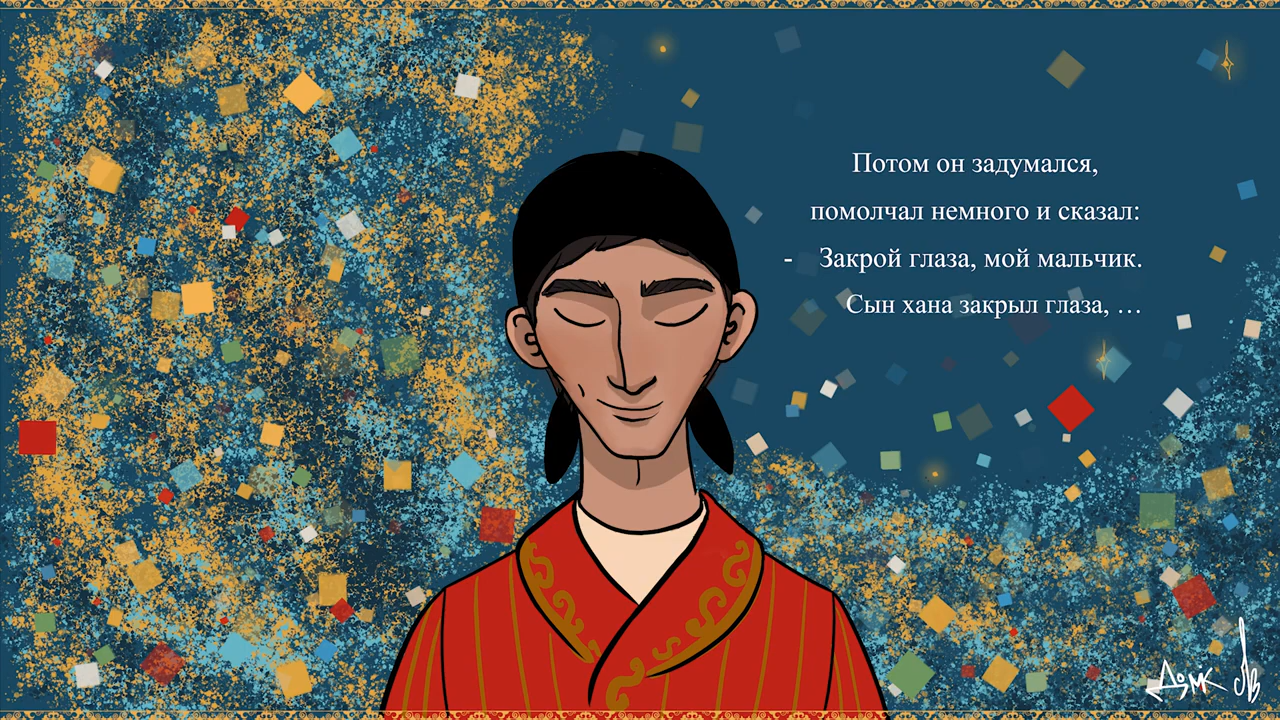 Потом он задумался,
помолчал немного и сказал:
- Закрой глаза, мой мальчик.
Сын хана закрыл глаза, …